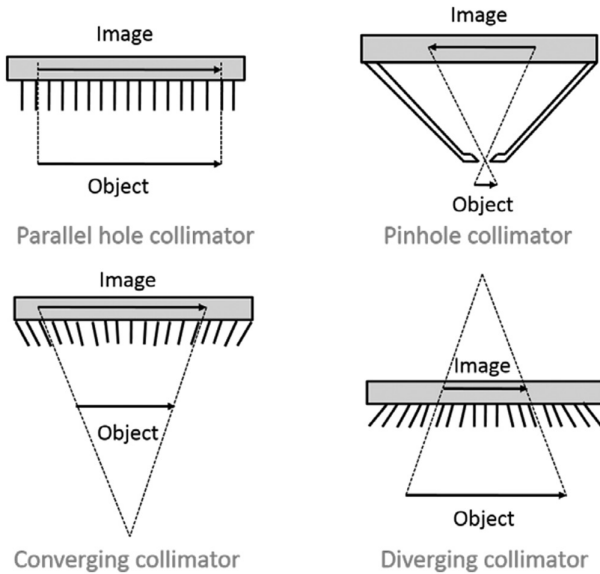 Image
Object
Parallel hole collimator
Image
Object
Pinhole collimator
Image
Object
Converging collimator
Image
Object
Diverging collimator